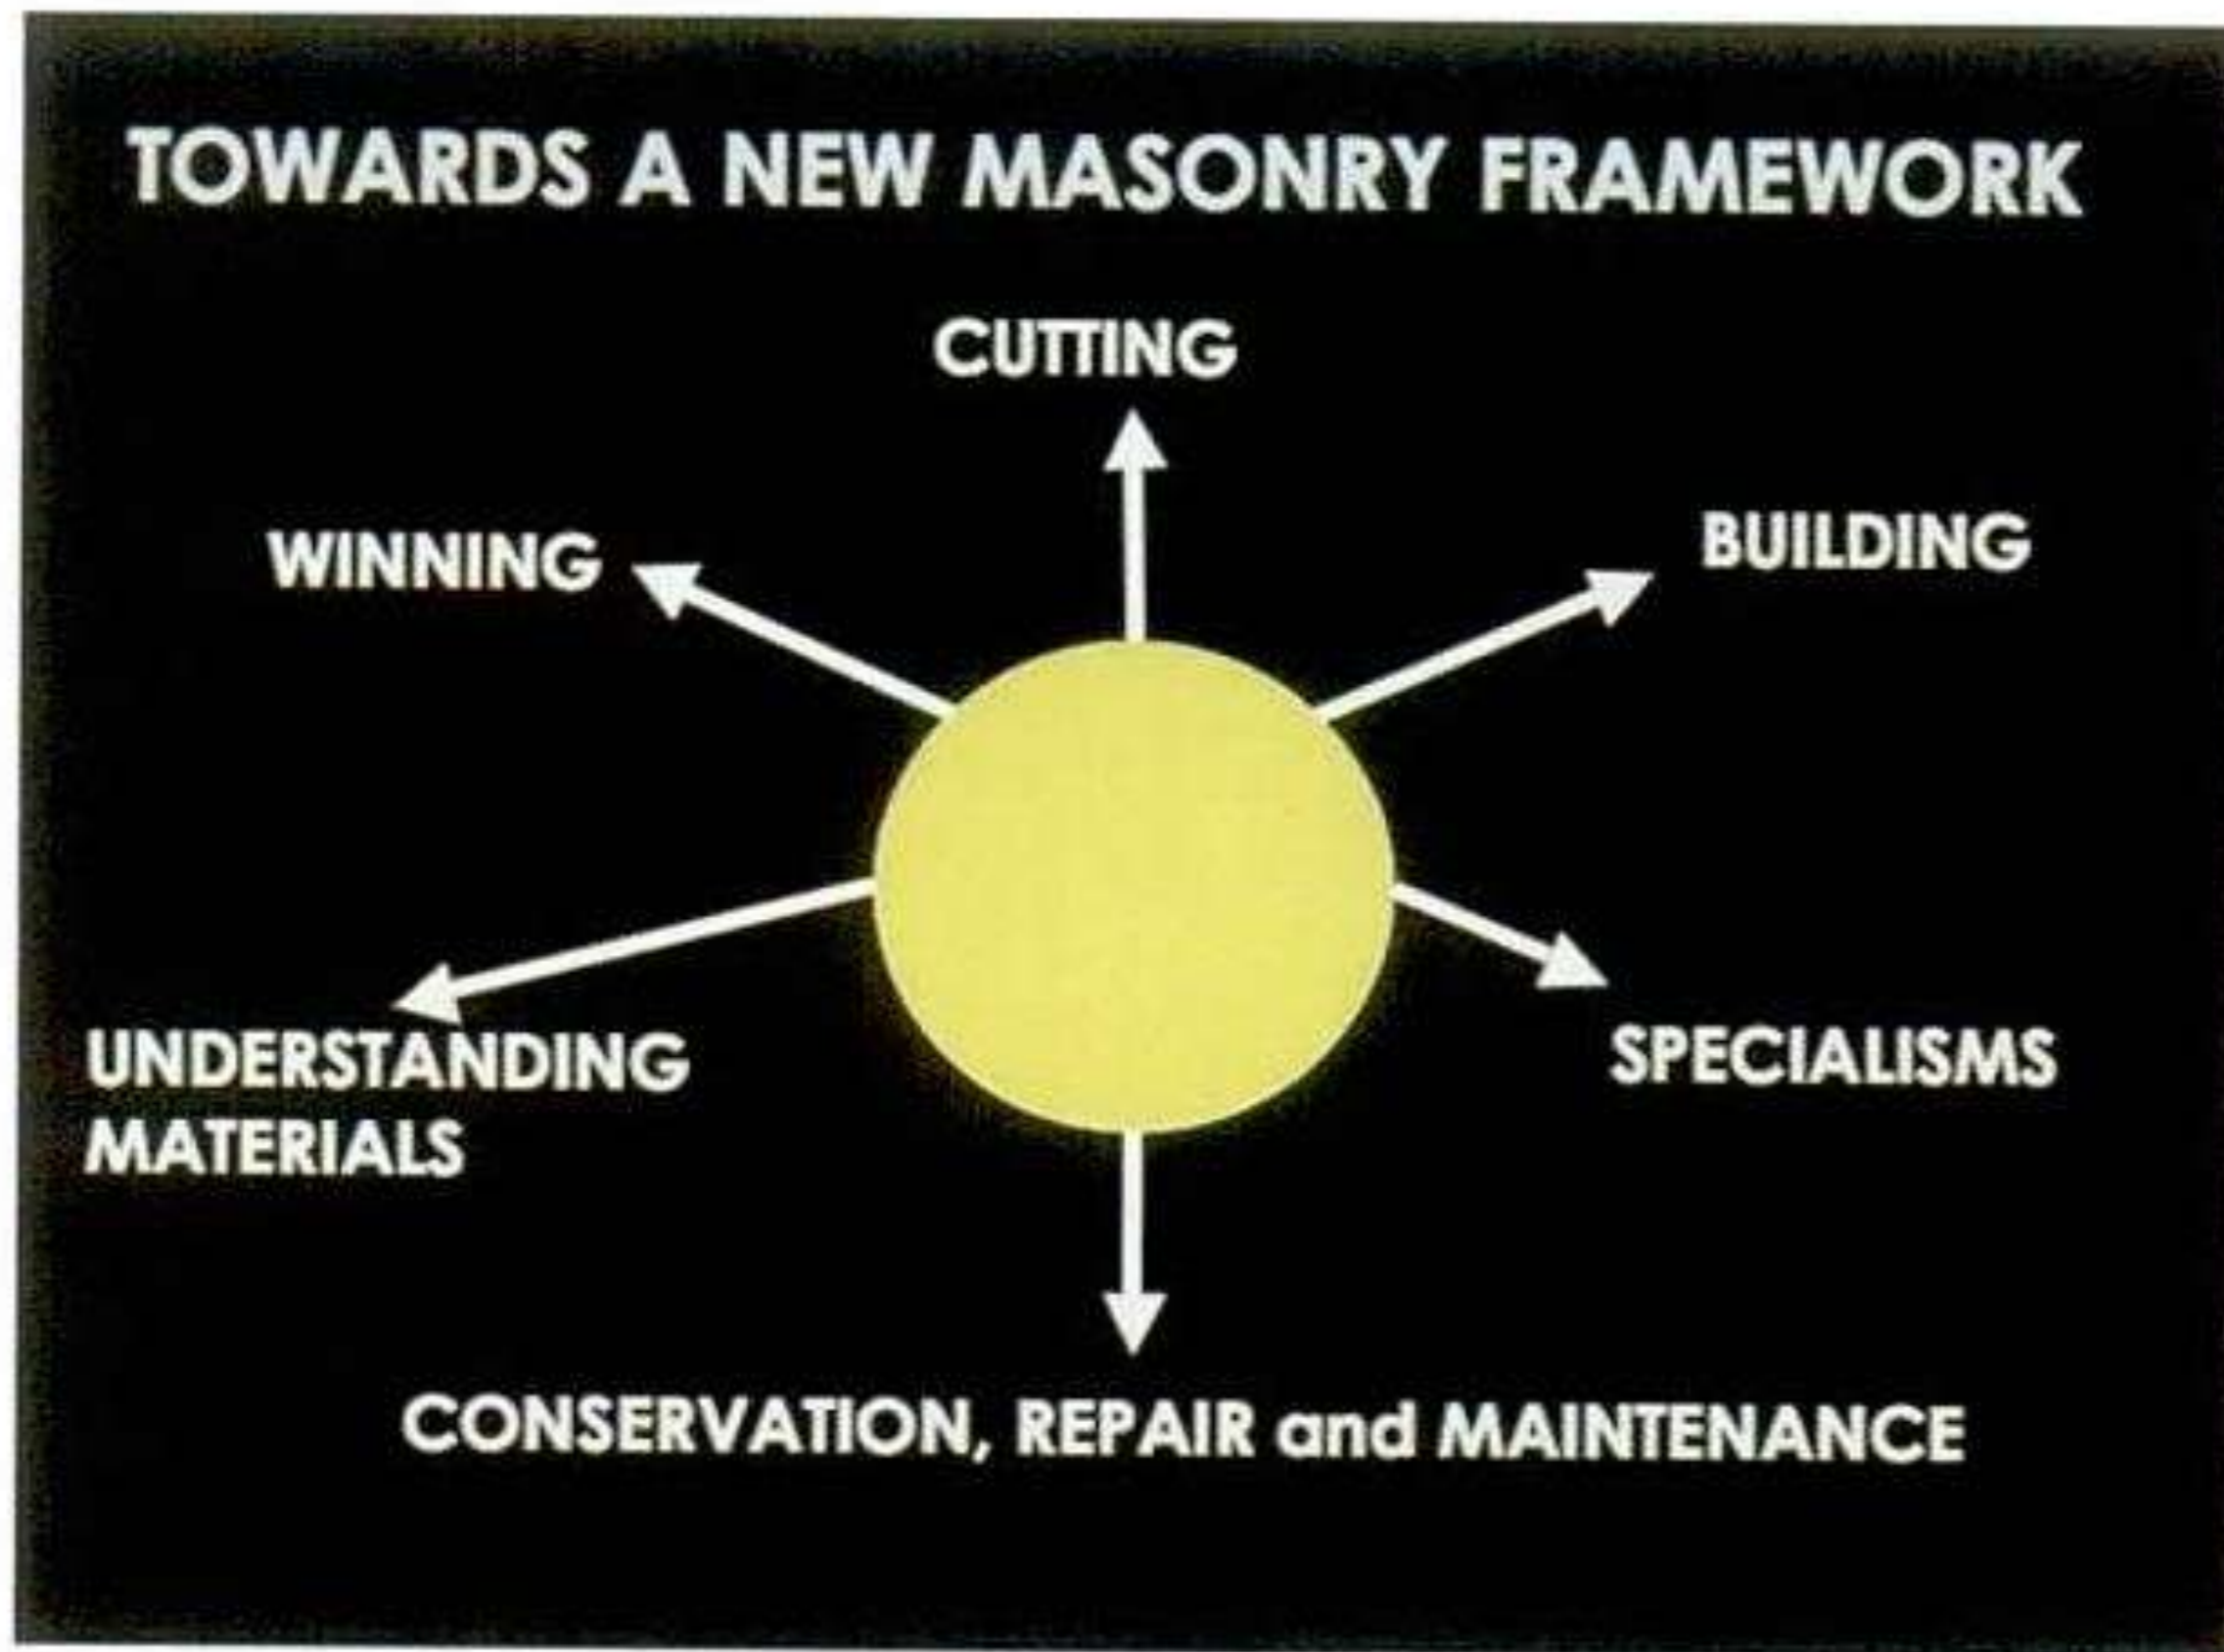 TOWARDS A NEW MASONRY FRAMEWORK
CUTTING
WINNING
BUILDING
UNDERSTANDING
MATERIALS
SPECIALISMS
CONSERVATION, REPAIR and MAINTENANCE